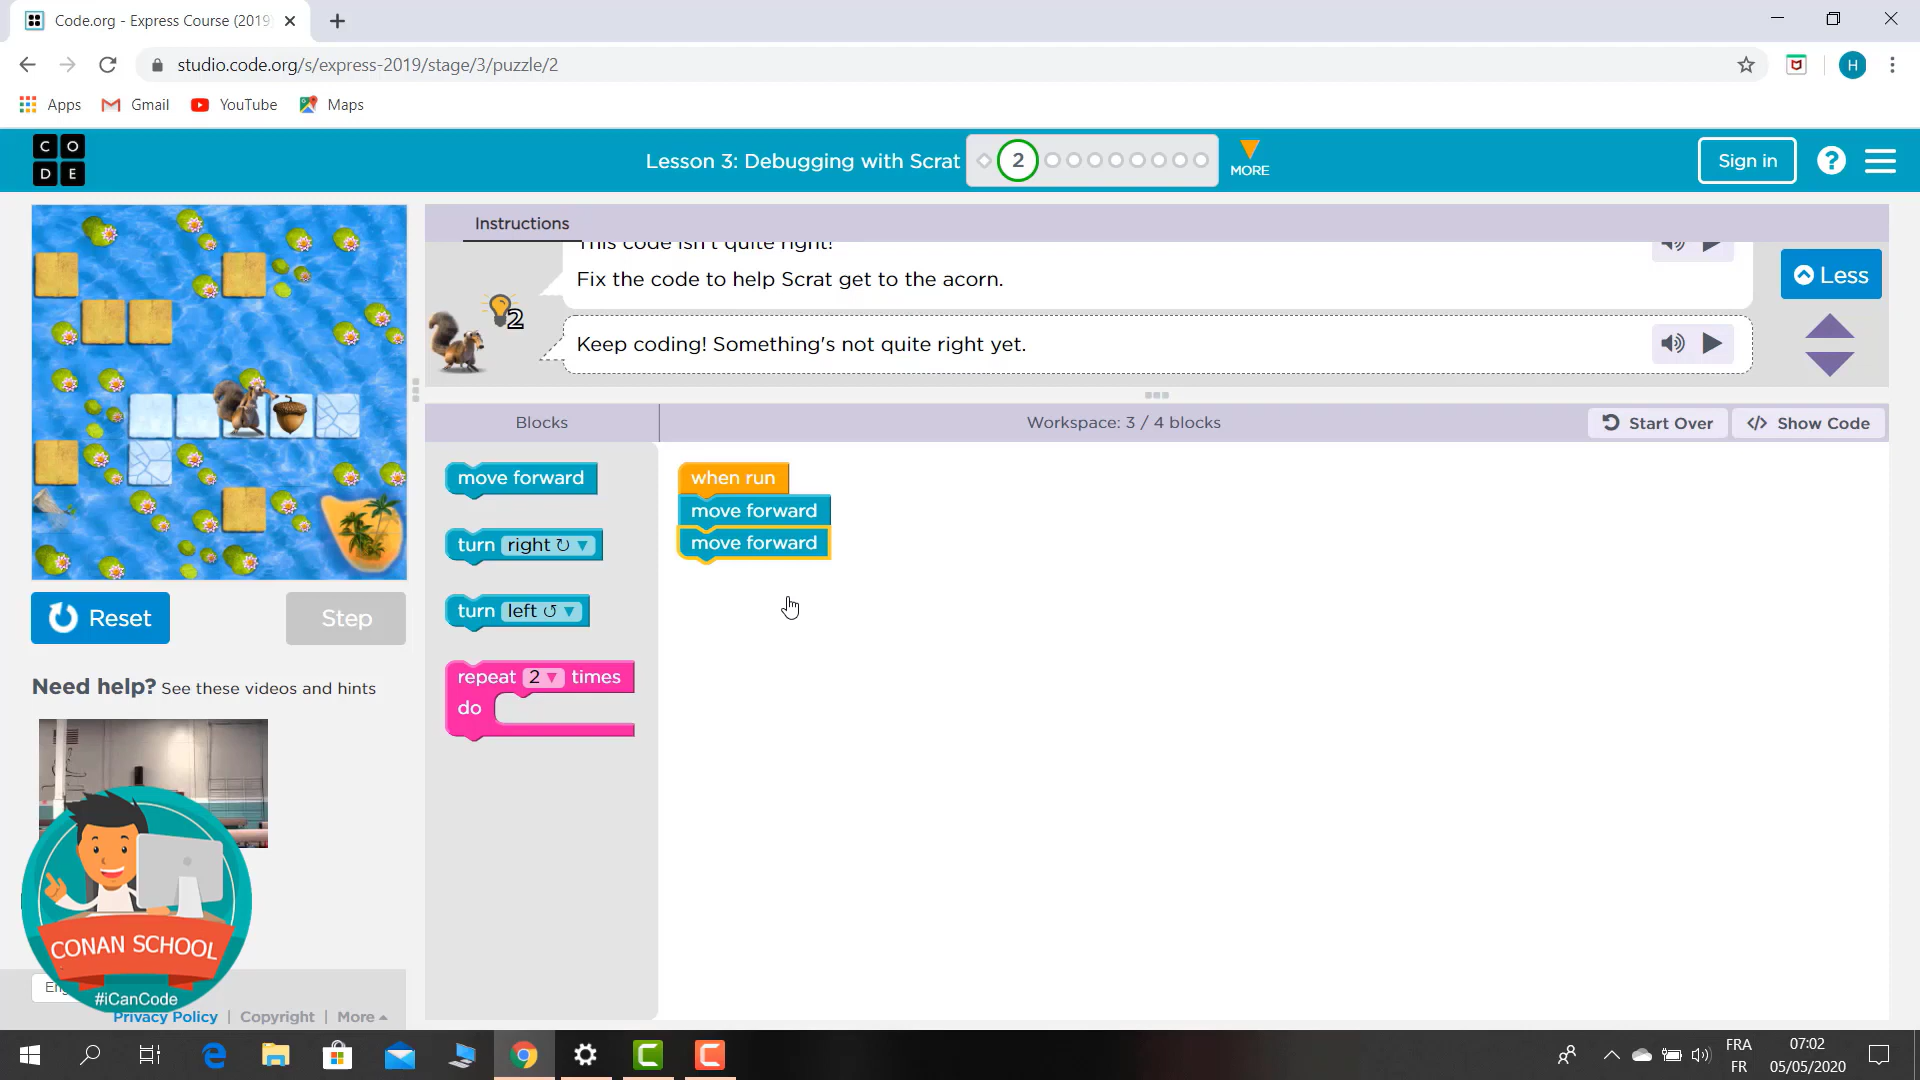 Code.org - Express Course (2019)
studio.code.org/s/express-2019/stage/3/puzzle/2
H
Apps
Gmail
YouTube
Maps
C O
D E
Lesson 3: Debugging with Scrat
2
MORE
Sign in
?
Instructions
This code isn't quite right!
Fix the code to help Scrat get to the acorn.
Less
2
Keep coding! Something's not quite right yet.
Blocks
Workspace: 3 / 4 blocks
Start Over
</> Show Code
move forward
turn right ↻ ▼
turn left ↺ ▼
repeat 2 ▼ times
do
when run
move forward
move forward
Reset
Step
Need help? See these videos and hints
CONAN SCHOOL
#iCanCode
Privacy Policy | Copyright | More
FRA
FR
07:02
05/05/2020